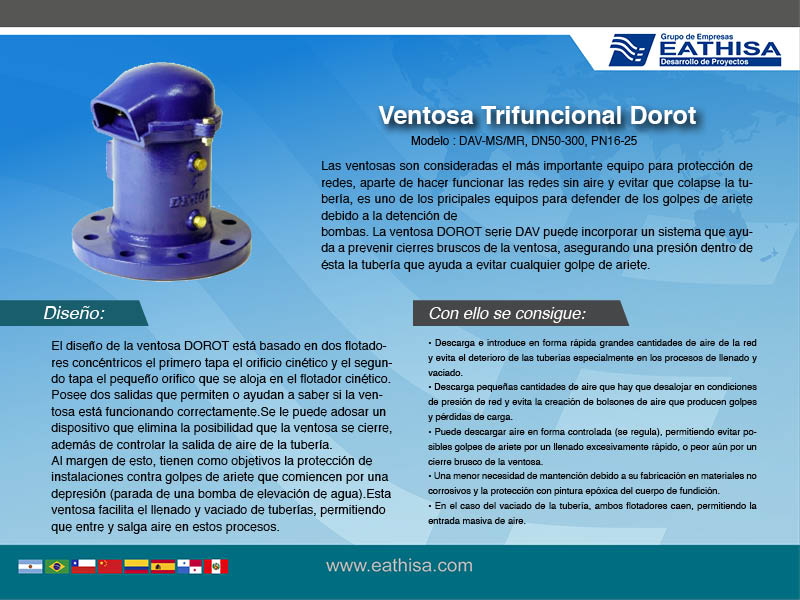 Grupo de Empresas
EATHISA
Desarrollo de Proyectos
Ventosa Trifuncional Dorot
Modelo : DAV-MS/MR, DN50-300, PN16-25
Las ventosas son consideradas el más importante equipo para protección de
redes, aparte de hacer funcionar las redes sin aire y evitar que colapse la tu-
bería, es uno de los pricipales equipos para defender de los golpes de ariete
debido a la detención de
bombas. La ventosa DOROT serie DAV puede incorporar un sistema que ayu-
da a prevenir cierres bruscos de la ventosa, asegurando una presión dentro de
ésta la tubería que ayuda a evitar cualquier golpe de ariete.
DOROT
Diseño:
El diseño de la ventosa DOROT está basado en dos flotado-
res concéntricos el primero tapa el orificio cinético y el segun-
do tapa el pequeño orifico que se aloja en el flotador cinético.
Posee dos salidas que permiten o ayudan a saber si la ven-
tosa está funcionando correctamente.Se le puede adosar un
dispositivo que elimina la posibilidad que la ventosa se cierre,
además de controlar la salida de aire de la tubería.
Al margen de esto, tienen como objetivos la protección de
instalaciones contra golpes de ariete que comiencen por una
depresión (parada de una bomba de elevación de agua).Esta
ventosa facilita el llenado y vaciado de tuberías, permitiendo
que entre y salga aire en estos procesos.
Con ello se consigue:
• Descarga e introduce en forma rápida grandes cantidades de aire de la red
y evita el deterioro de las tuberías especialmente en los procesos de llenado y
vaciado.
• Descarga pequeñas cantidades de aire que hay que desalojar en condiciones
de presión de red y evita la creación de bolsones de aire que producen golpes
y pérdidas de carga.
• Puede descargar aire en forma controlada (se regula), permitiendo evitar po-
sibles golpes de ariete por un llenado excesivamente rápido, o peor aún por un
cierre brusco de la ventosa.
• Una menor necesidad de mantención debido a su fabricación en materiales no
corrosivos y la protección con pintura epóxica del cuerpo de fundición.
• En el caso del vaciado de la tubería, ambos flotadores caen, permitiendo la
entrada masiva de aire.
www.eathisa.com